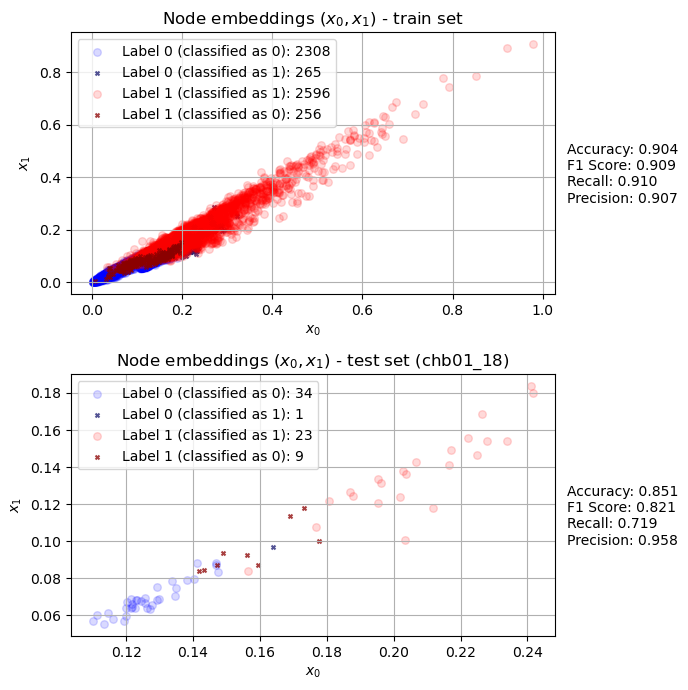 Node embeddings (x₀, x₁) - train set
Label 0 (classified as 0): 2308
Label 0 (classified as 1): 265
Label 1 (classified as 1): 2596
Label 1 (classified as 0): 256
0.8
0.6
0.4
0.2
0.0
x₁
0.0 0.2 0.4 0.6 0.8 1.0
x₀
Accuracy: 0.904
F1 Score: 0.909
Recall: 0.910
Precision: 0.907
Node embeddings (x₀, x₁) - test set (chb01_18)
Label 0 (classified as 0): 34
Label 0 (classified as 1): 1
Label 1 (classified as 1): 23
Label 1 (classified as 0): 9
0.18
0.16
0.14
0.12
0.10
0.08
0.06
x₁
0.12 0.14 0.16 0.18 0.20 0.22 0.24
x₀
Accuracy: 0.851
F1 Score: 0.821
Recall: 0.719
Precision: 0.958